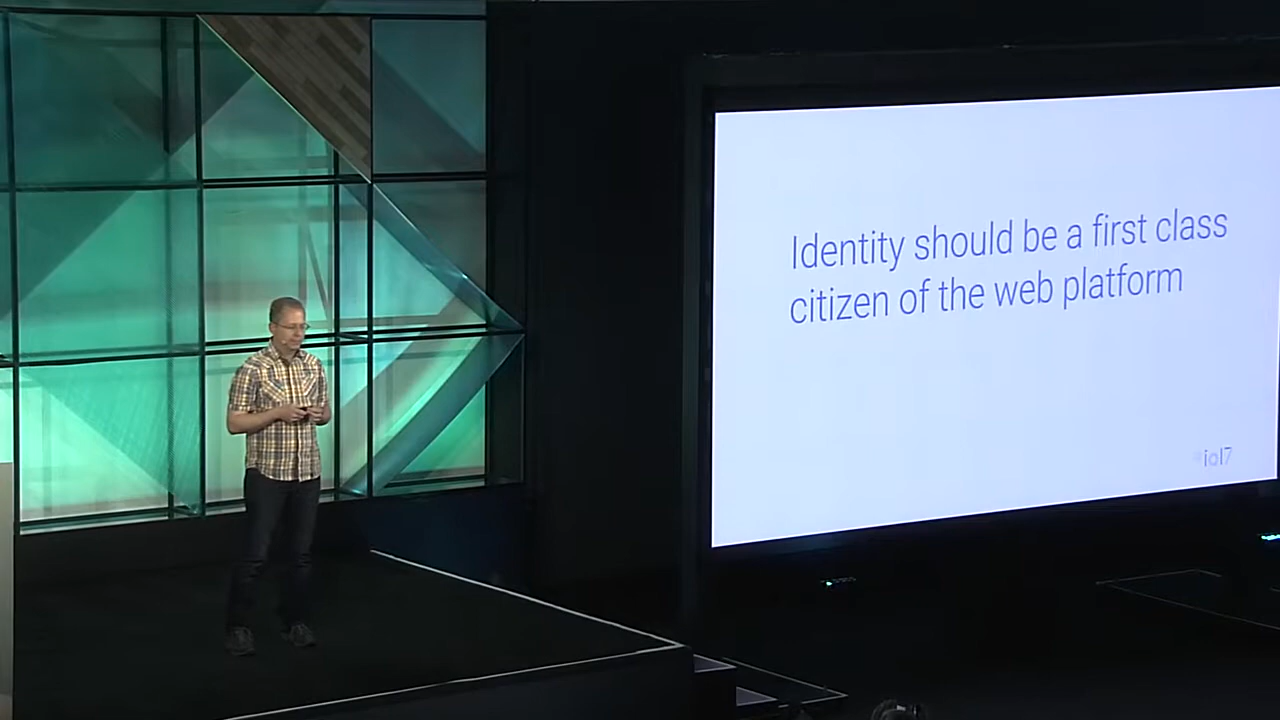 Identity should be a first class
citizen of the web platform
#io17